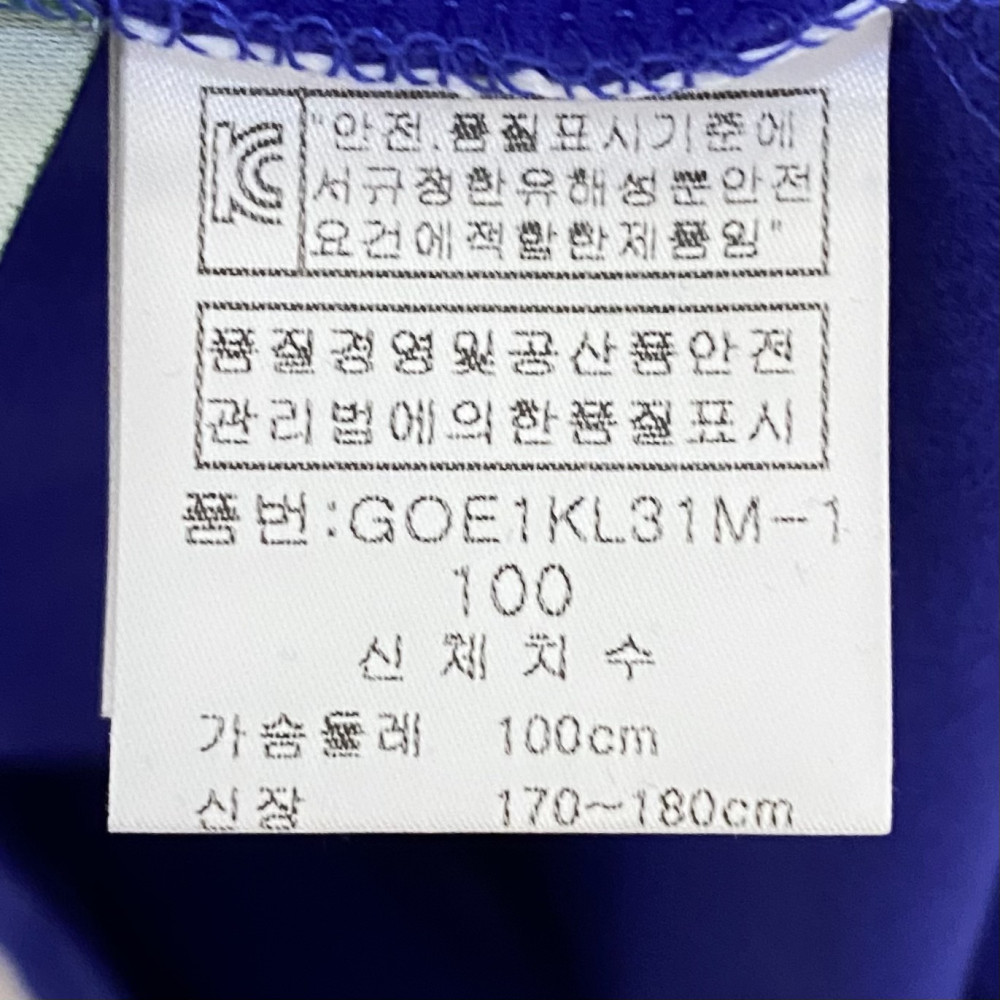 KC
"안전.품질표시기준에
서규정한유해성분안전
요건에적합한제품임"
품질경영및공산품안전
관리법에의한품질표시
품번:GOE1KL31M-1
100
신체치수
가슴둘레 100cm
신장 170~180cm